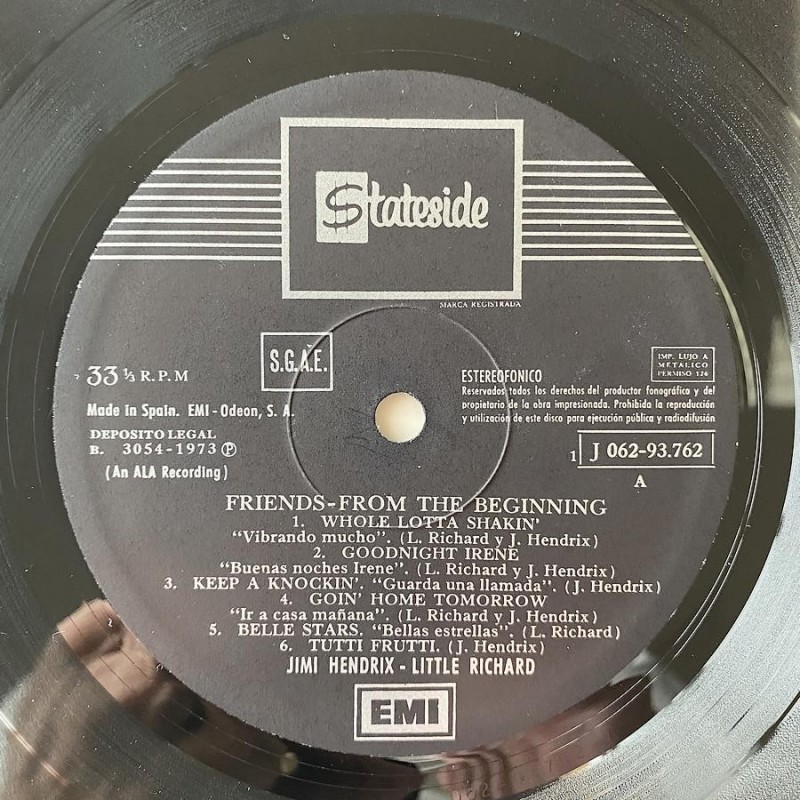 $tateside
MARCA REGISTRADA
33 ⅓ R.P.M
S.G.A.E.
Made in Spain. EMI-Odeon, S. A.
DEPOSITO LEGAL
B. 3054-1973 Ⓟ
(An ALA Recording)
IMP. LUJO A
METALICO
PERMISO 126
ESTEREOFONICO
Reservados todos los derechos del productor fonográfico y del
propietario de la obra impresionada. Prohibida la reproducción
y utilización de este disco para ejecución pública y radiodifusión
1 J 062-93.762
A
FRIENDS-FROM THE BEGINNING
1. WHOLE LOTTA SHAKIN'
"Vibrando mucho". (L. Richard y J. Hendrix)
2. GOODNIGHT IRENE
"Buenas noches Irene". (L. Richard y J. Hendrix)
3. KEEP A KNOCKIN'. "Guarda una llamada". (J. Hendrix)
4. GOIN' HOME TOMORROW
"Ir a casa mañana". (L. Richard y J. Hendrix)
5. BELLE STARS. "Bellas estrellas". (L. Richard)
6. TUTTI FRUTTI. (J. Hendrix)
JIMI HENDRIX - LITTLE RICHARD
EMI